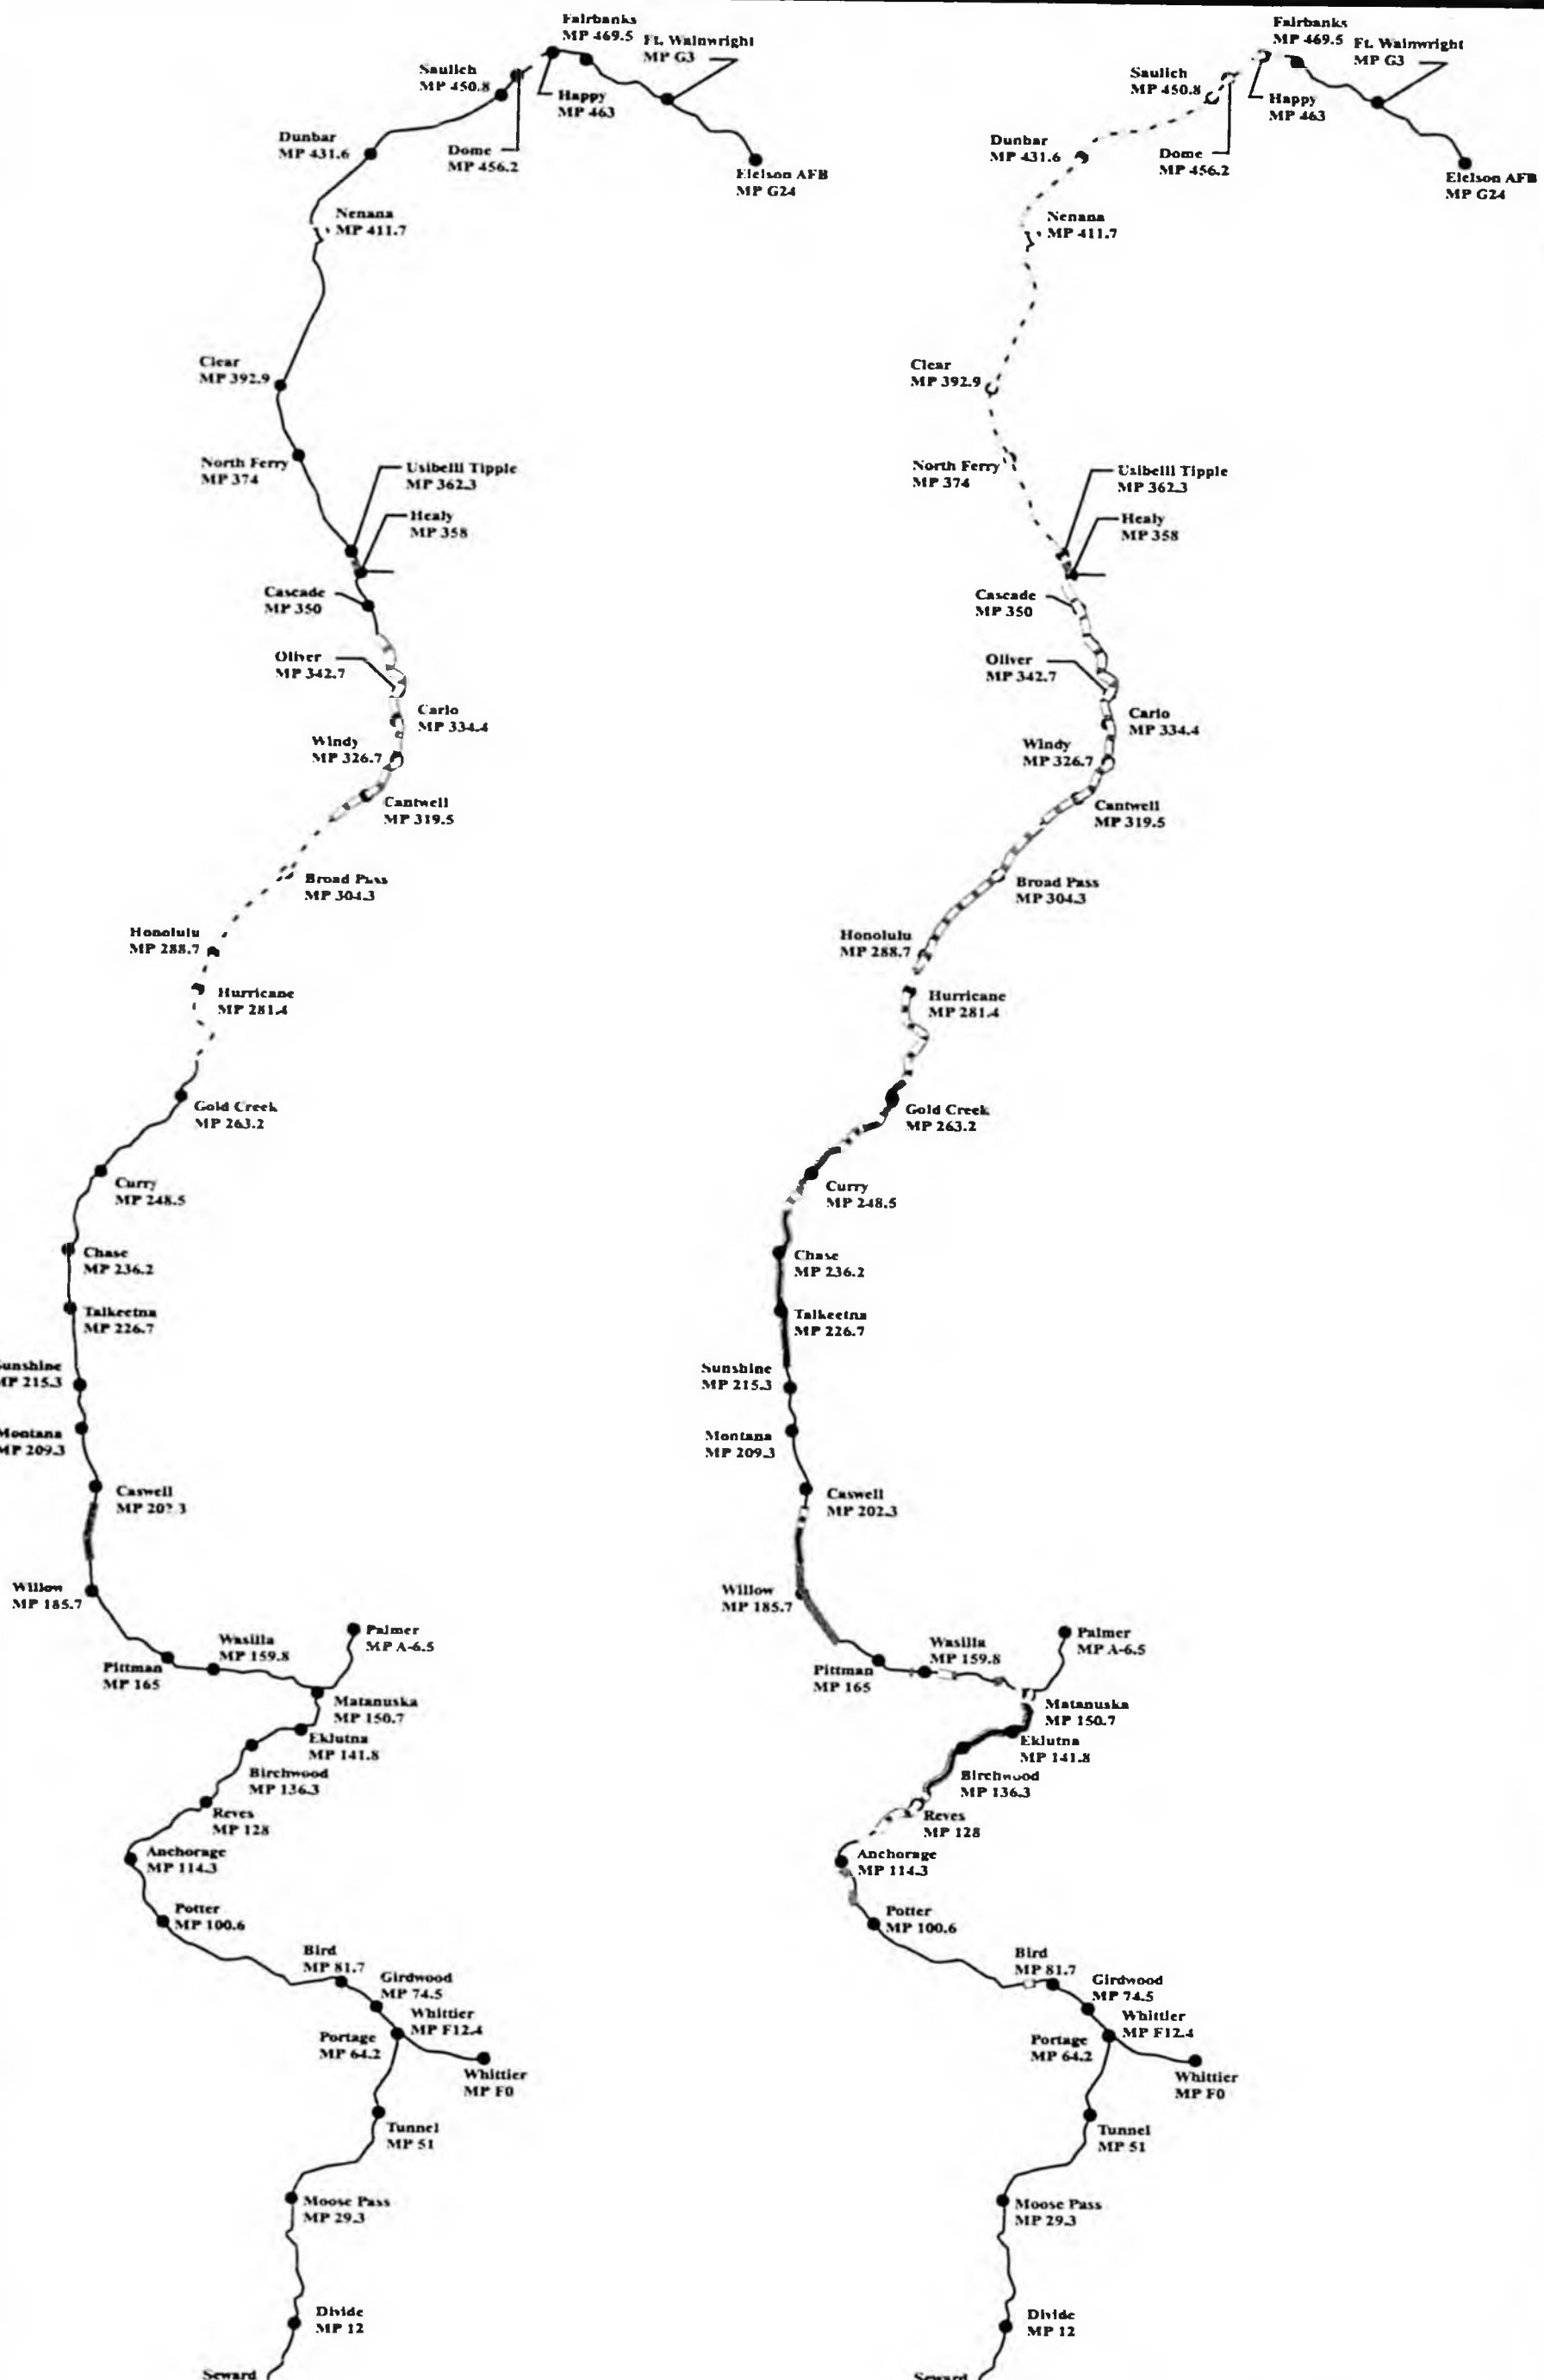 Fairbanks
MP 469.5
Ft. Wainwright
MP G3
Saulich
MP 450.8
Happy
MP 463
Dunbar
MP 431.6
Dome
MP 456.2
Eielson AFB
MP G24
Nenana
MP 411.7
Clear
MP 392.9
North Ferry
MP 374
Usibelli Tipple
MP 362.3
Healy
MP 358
Cascade
MP 350
Oliver
MP 342.7
Carlo
MP 334.4
Windy
MP 326.7
Cantwell
MP 319.5
Broad Pass
MP 304.3
Honolulu
MP 288.7
Hurricane
MP 281.4
Gold Creek
MP 263.2
Curry
MP 248.5
Chase
MP 236.2
Talkeetna
MP 226.7
Sunshine
MP 215.3
Montana
MP 209.3
Caswell
MP 202.3
Willow
MP 185.7
Palmer
MP A-6.5
Wasilla
MP 159.8
Pittman
MP 165
Matanuska
MP 150.7
Eklutna
MP 141.8
Birchwood
MP 136.3
Reves
MP 128
Anchorage
MP 114.3
Potter
MP 100.6
Bird
MP 81.7
Girdwood
MP 74.5
Whittier
MP F12.4
Portage
MP 64.2
Whittier
MP F0
Tunnel
MP 51
Moose Pass
MP 29.3
Divide
MP 12
Seward
Fairbanks
MP 469.5
Ft. Wainwright
MP G3
Saulich
MP 450.8
Happy
MP 463
Dunbar
MP 431.6
Dome
MP 456.2
Eielson AFB
MP G24
Nenana
MP 411.7
Clear
MP 392.9
North Ferry
MP 374
Usibelli Tipple
MP 362.3
Healy
MP 358
Cascade
MP 350
Oliver
MP 342.7
Carlo
MP 334.4
Windy
MP 326.7
Cantwell
MP 319.5
Broad Pass
MP 304.3
Honolulu
MP 288.7
Hurricane
MP 281.4
Gold Creek
MP 263.2
Curry
MP 248.5
Chase
MP 236.2
Talkeetna
MP 226.7
Sunshine
MP 215.3
Montana
MP 209.3
Caswell
MP 202.3
Willow
MP 185.7
Palmer
MP A-6.5
Wasilla
MP 159.8
Pittman
MP 165
Matanuska
MP 150.7
Eklutna
MP 141.8
Birchwood
MP 136.3
Reves
MP 128
Anchorage
MP 114.3
Potter
MP 100.6
Bird
MP 81.7
Girdwood
MP 74.5
Whittier
MP F12.4
Portage
MP 64.2
Whittier
MP F0
Tunnel
MP 51
Moose Pass
MP 29.3
Divide
MP 12
Seward